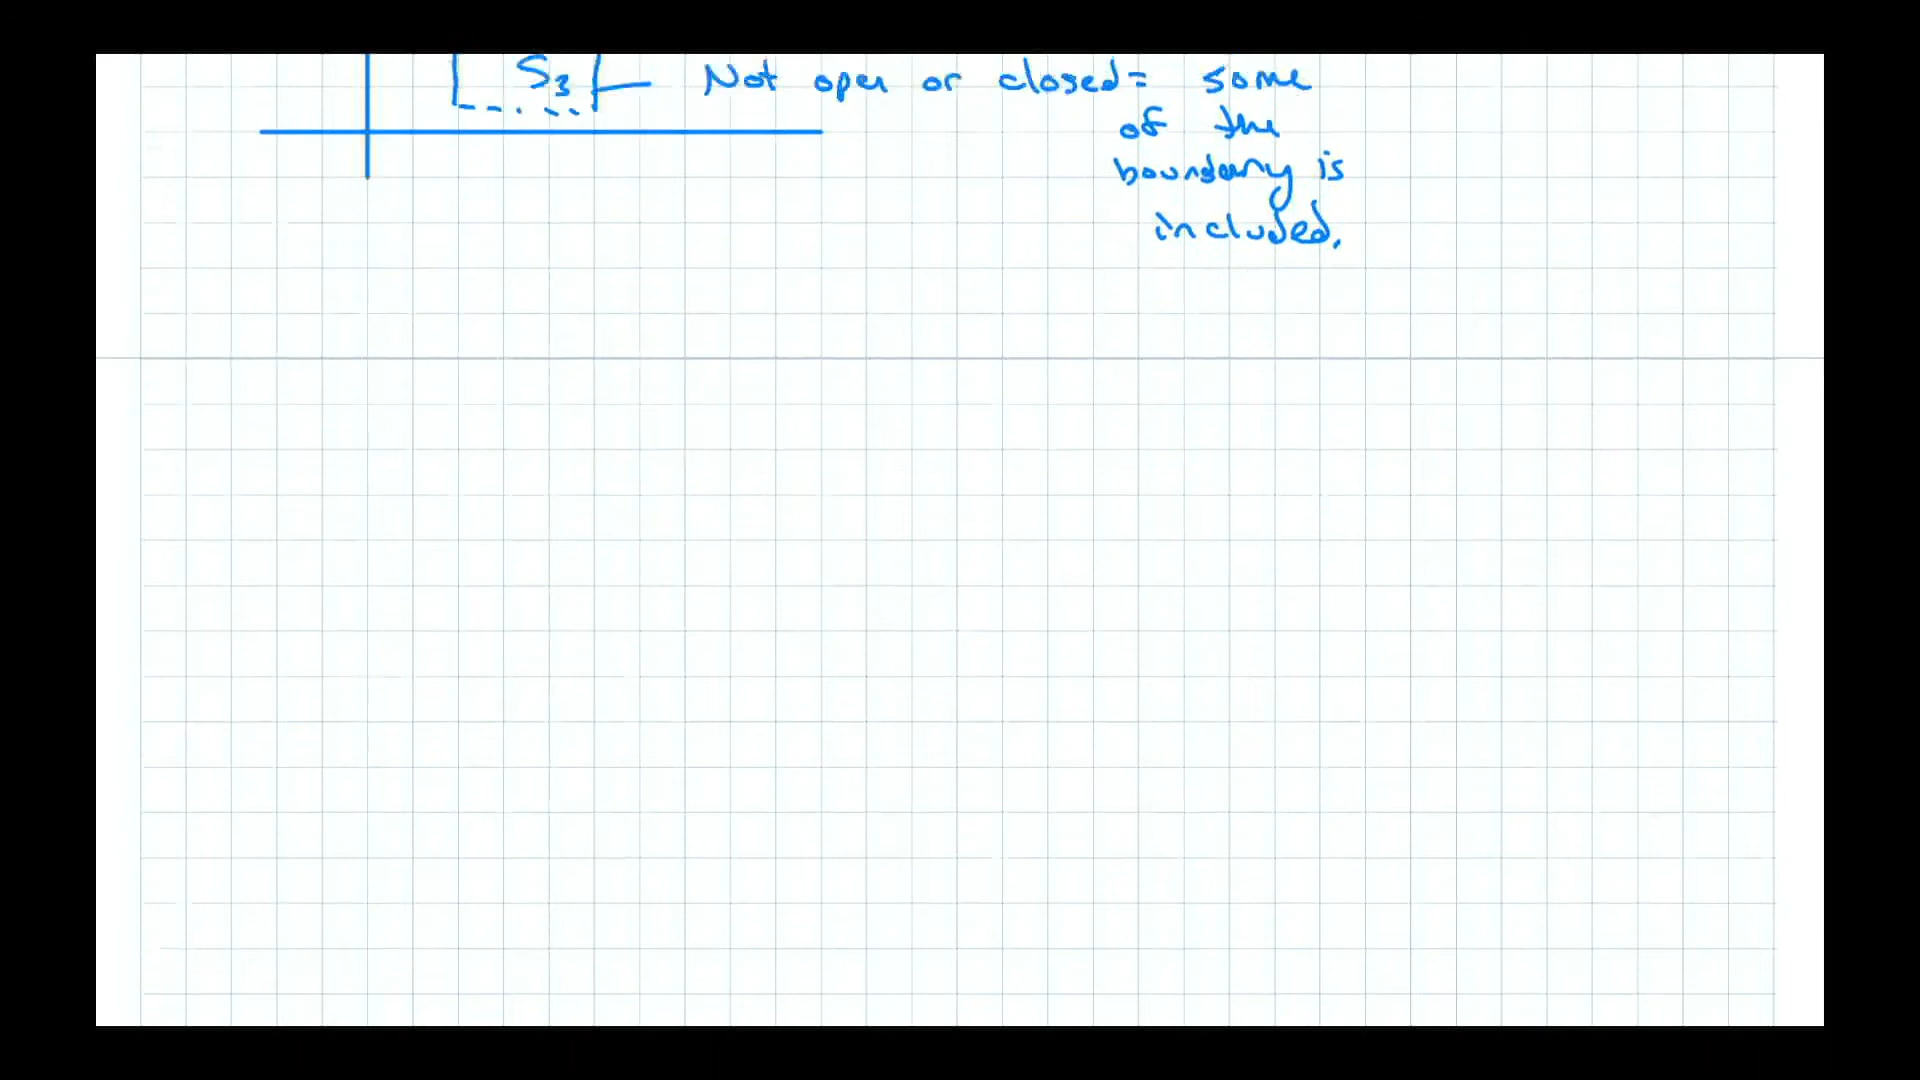 S3 Not open or closed = some
of the
boundary is
included.